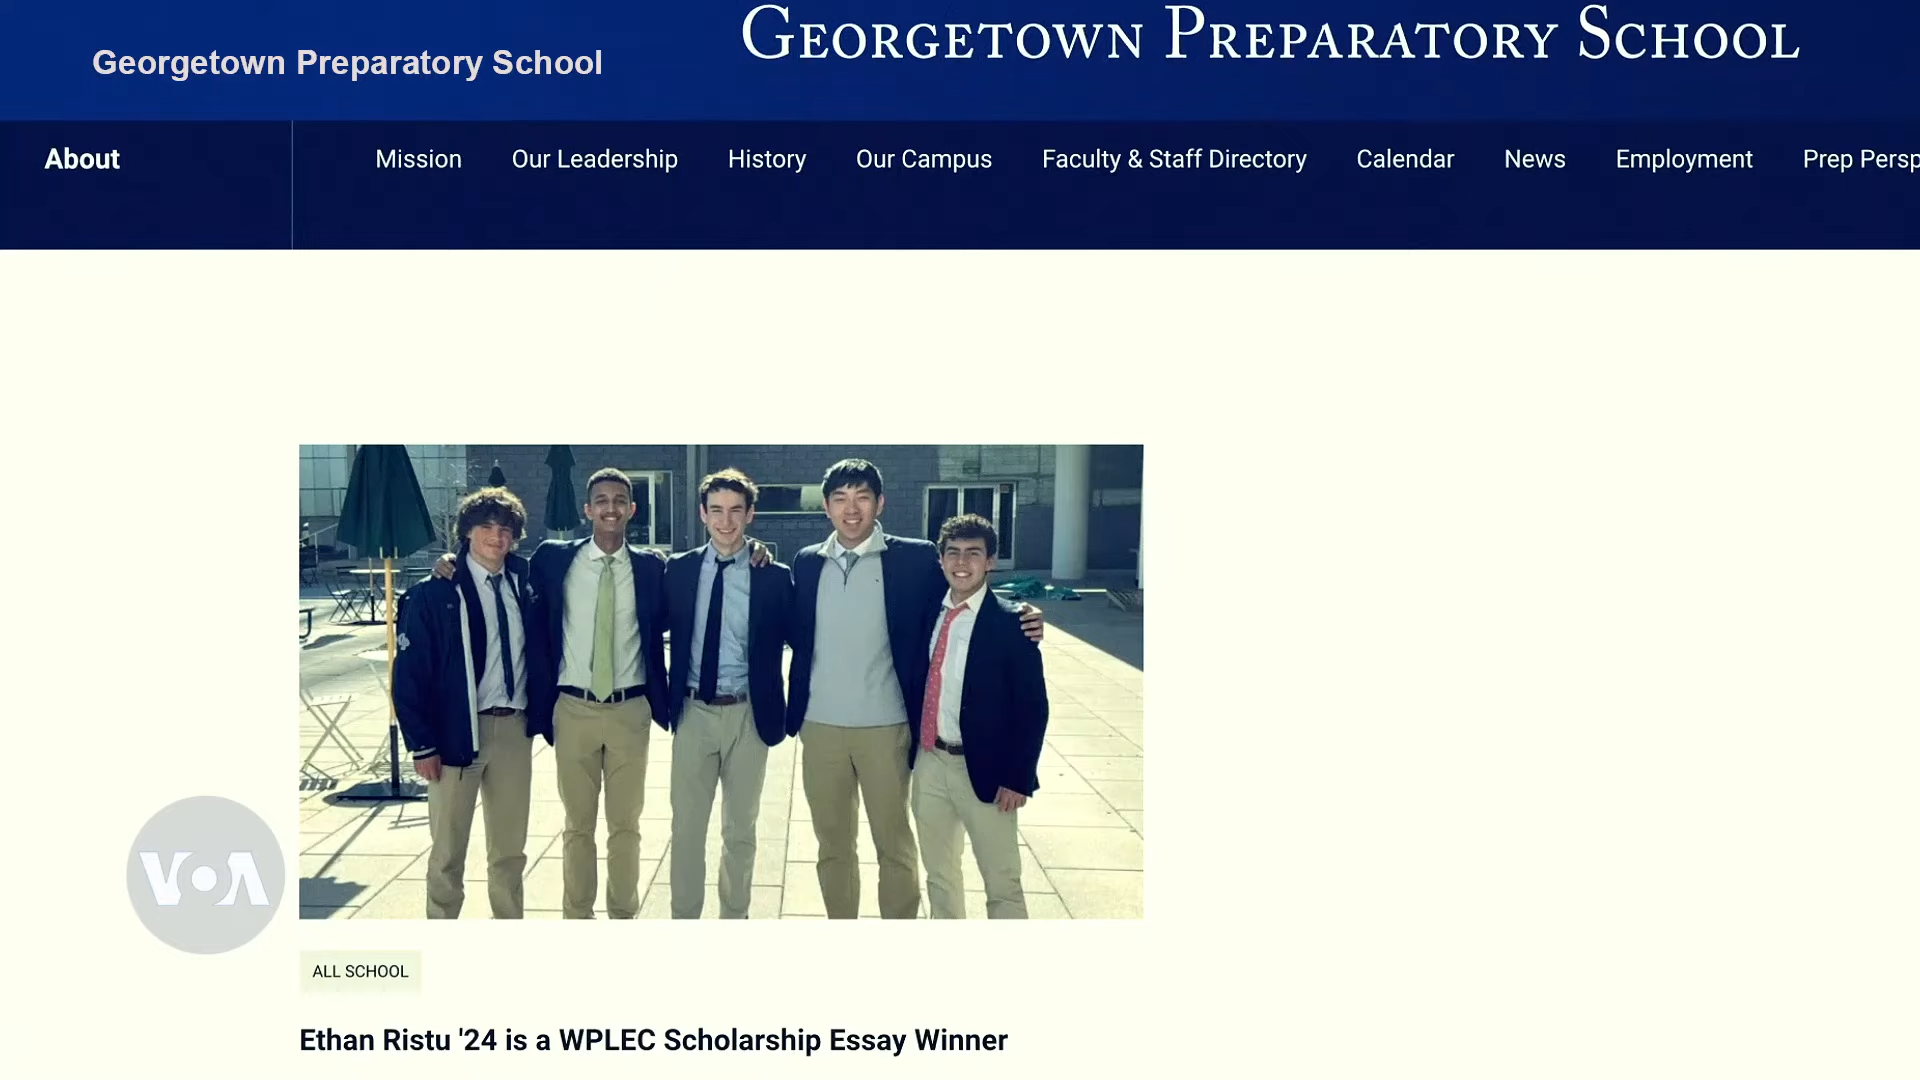 Georgetown Preparatory School
GEORGETOWN PREPARATORY SCHOOL
About
Mission
Our Leadership
History
Our Campus
Faculty & Staff Directory
Calendar
News
Employment
Prep Persp
VOA
ALL SCHOOL
Ethan Ristu '24 is a WPLEC Scholarship Essay Winner